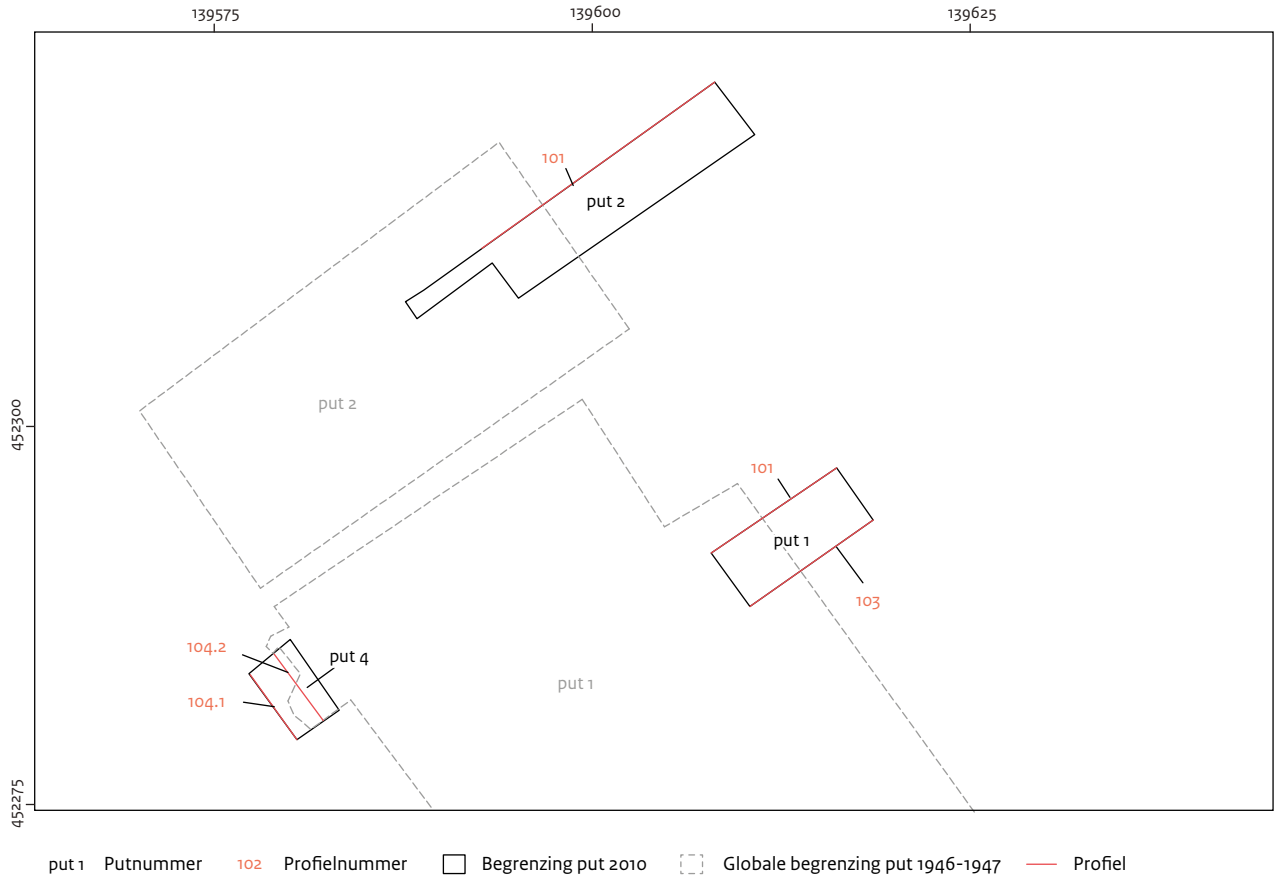 139575 139600 139625
101
put 2
put 2
452300
101
put 1
103
104.2
put 4
put 1
104.1
452275
put 1 Putnummer 102 Profielnummer Begrenzing put 2010 Globale begrenzing put 1946-1947 Profiel